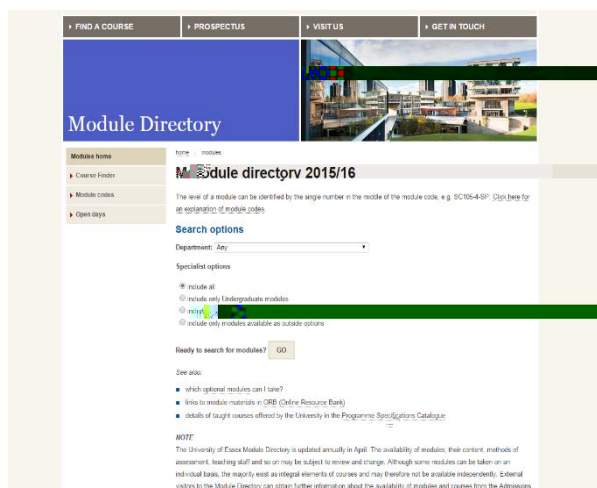 FIND A COURSE
PROSPECTUS
VISIT US
GET IN TOUCH
Module Directory
Modules home
Course Finder
Module codes
Open days
home modules
Module directory 2015/16
The level of a module can be identified by the single number in the middle of the module code, e.g. SC105-4-SP. Click here for
an explanation of module codes.
Search options
Department: Any
Specialist options
include all
include only Undergraduate modules
include only modules available as outside options
Ready to search for modules? GO
See also:
which optional modules can I take?
links to module materials in ORB (Online Resource Bank)
details of taught courses offered by the University in the Programme Specifications Catalogue
NOTE
The University of Essex Module Directory is updated annually in April. The availability of modules, their content, methods of
assessment, teaching staff and so on may be subject to review and change. Although some modules can be taken on an
individual basis, the majority exist as integral elements of courses and may therefore not be available independently. External
visitors to the Module Directory can obtain further information about the availability of modules and courses from the Admissions